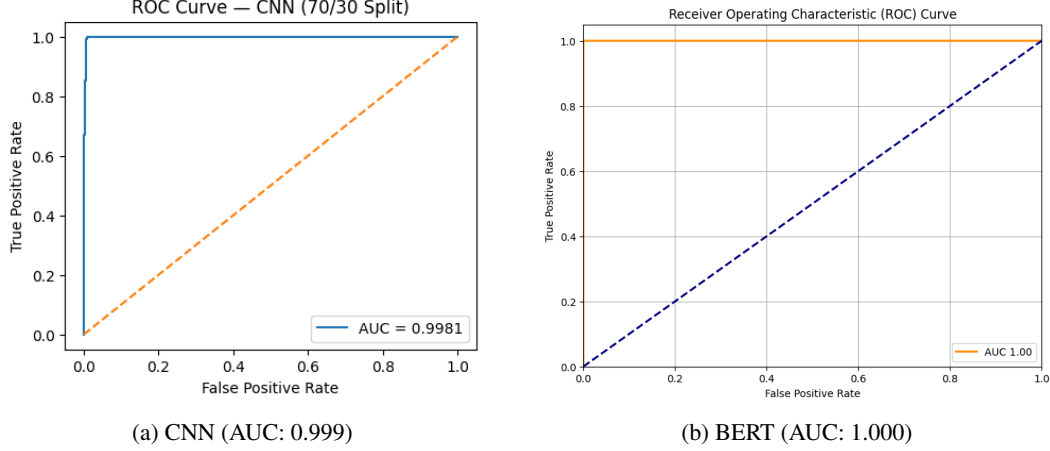 ROC Curve — CNN (70/30 Split)
1.0
0.8
0.6
0.4
0.2
0.0
True Positive Rate
0.0 0.2 0.4 0.6 0.8 1.0
False Positive Rate
AUC = 0.9981
(a) CNN (AUC: 0.999)
Receiver Operating Characteristic (ROC) Curve
1.0
0.8
0.6
0.4
0.2
0.0
True Positive Rate
0.0 0.2 0.4 0.6 0.8 1.0
False Positive Rate
AUC 1.00
(b) BERT (AUC: 1.000)